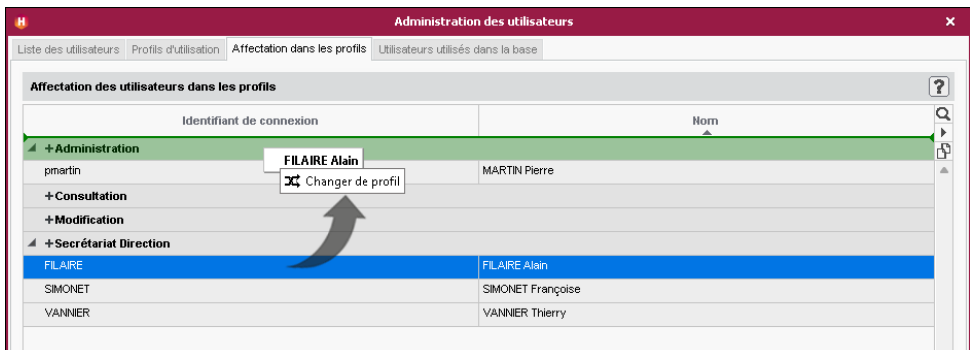 Administration des utilisateurs
Liste des utilisateurs Profils d'utilisation Affectation dans les profils Utilisateurs utilisés dans la base
Affectation des utilisateurs dans les profils ?
Identifiant de connexion Nom
+Administration
FILAIRE Alain
pmartin MARTIN Pierre
Changer de profil
+Consultation
+Modification
+Secrétariat Direction
FILAIRE FILAIRE Alain
SIMONET SIMONET Françoise
VANNIER VANNIER Thierry